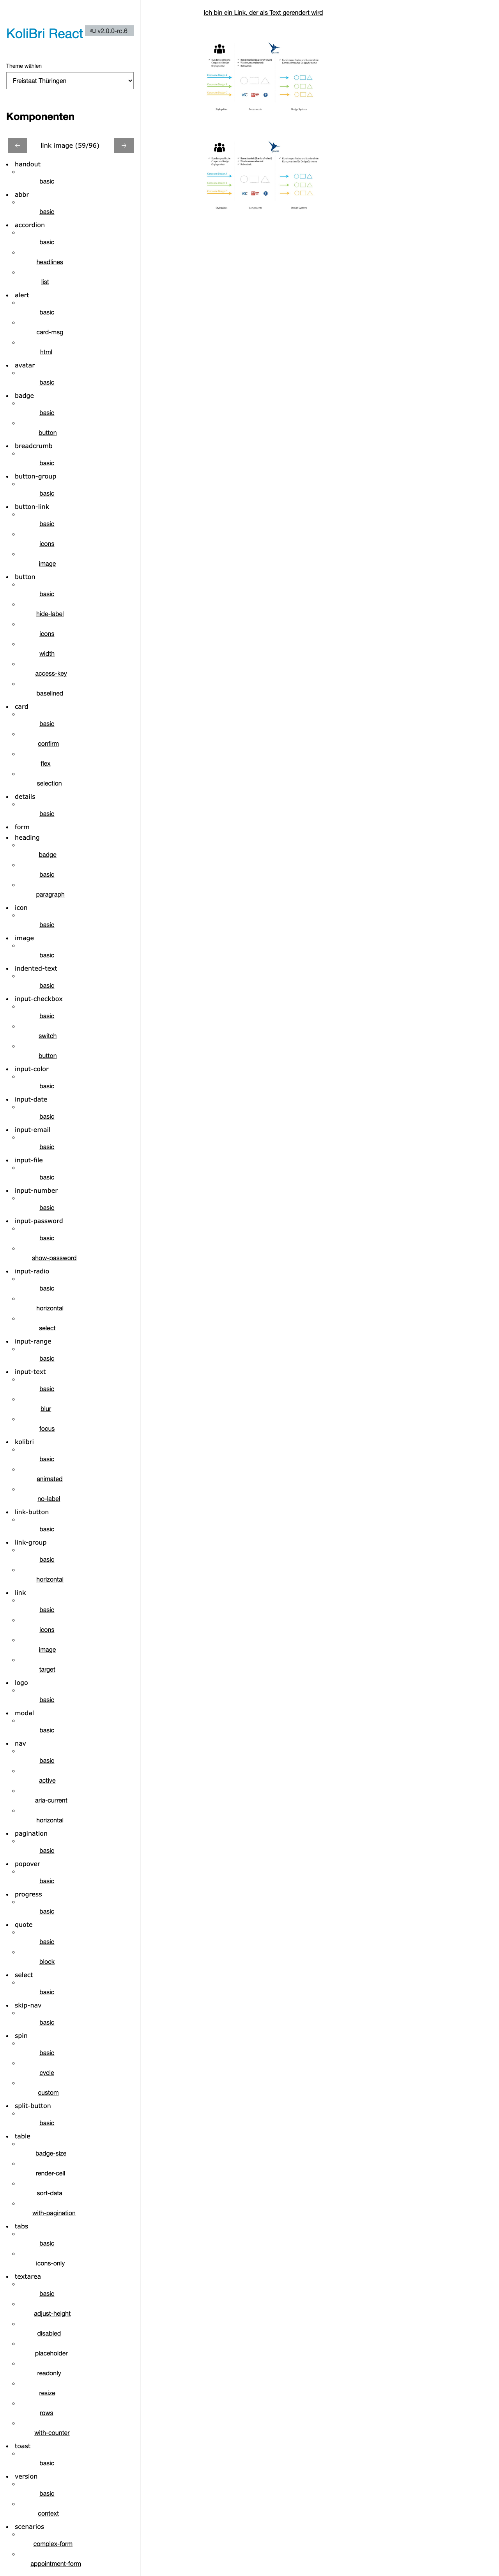 KoliBri React
v2.0.0-rc.6
Theme wählen
Freistaat Thüringen
Komponenten
← link image (59/96) →
handout
basic
abbr
basic
accordion
basic
headlines
list
alert
basic
card-msg
html
avatar
basic
badge
basic
button
breadcrumb
basic
button-group
basic
button-link
basic
icons
image
button
basic
hide-label
icons
width
access-key
baselined
card
basic
confirm
flex
selection
details
basic
form
heading
badge
basic
paragraph
icon
basic
image
basic
indented-text
basic
input-checkbox
basic
switch
button
input-color
basic
input-date
basic
input-email
basic
input-file
basic
input-number
basic
input-password
basic
show-password
input-radio
basic
horizontal
select
input-range
basic
input-text
basic
blur
focus
kolibri
basic
animated
no-label
link-button
basic
link-group
basic
horizontal
link
basic
icons
image
target
logo
basic
modal
basic
nav
basic
active
aria-current
horizontal
pagination
basic
popover
basic
progress
basic
quote
basic
block
select
basic
skip-nav
basic
spin
basic
cycle
custom
split-button
basic
table
badge-size
render-cell
sort-data
with-pagination
tabs
basic
icons-only
textarea
basic
adjust-height
disabled
placeholder
readonly
resize
rows
with-counter
toast
basic
version
basic
context
scenarios
complex-form
appointment-form
Ich bin ein Link, der als Text gerendert wird